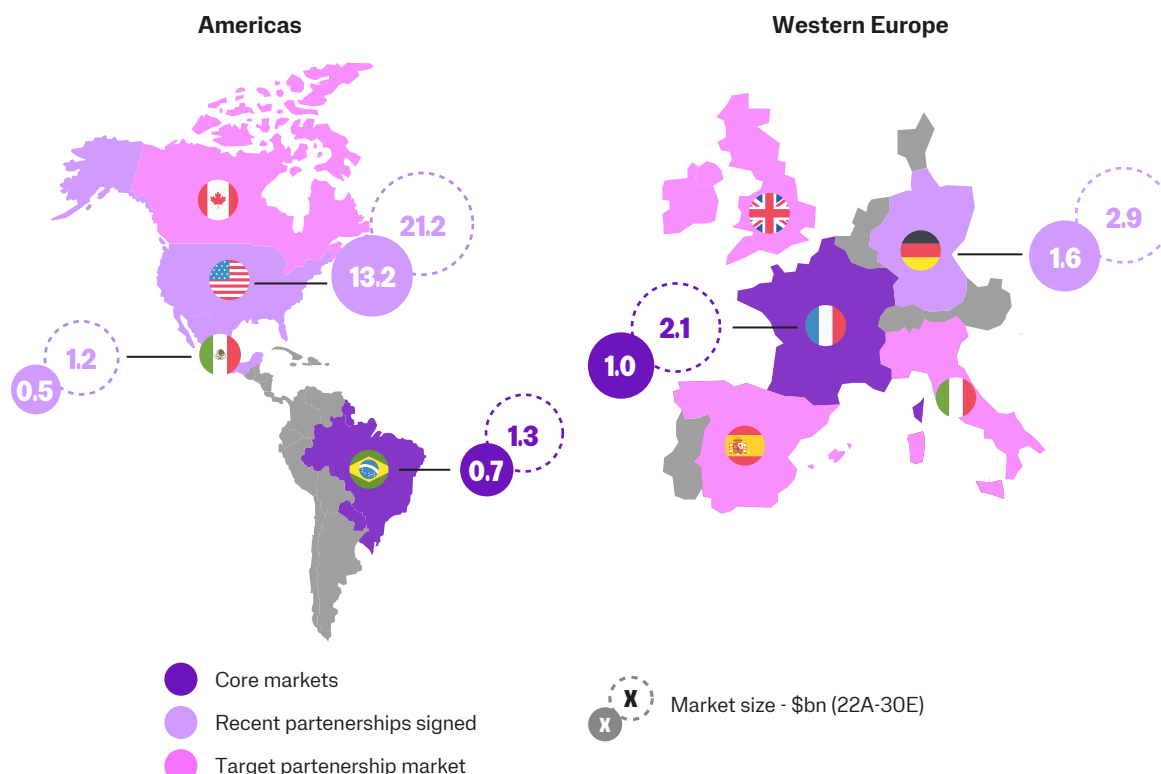 Americas
Western Europe
21.2
13.2
1.2
0.5
1.3
0.7
2.9
1.6
2.1
1.0
Core markets
Recent partenerships signed
Target partenership market
X
X
Market size - $bn (22A-30E)